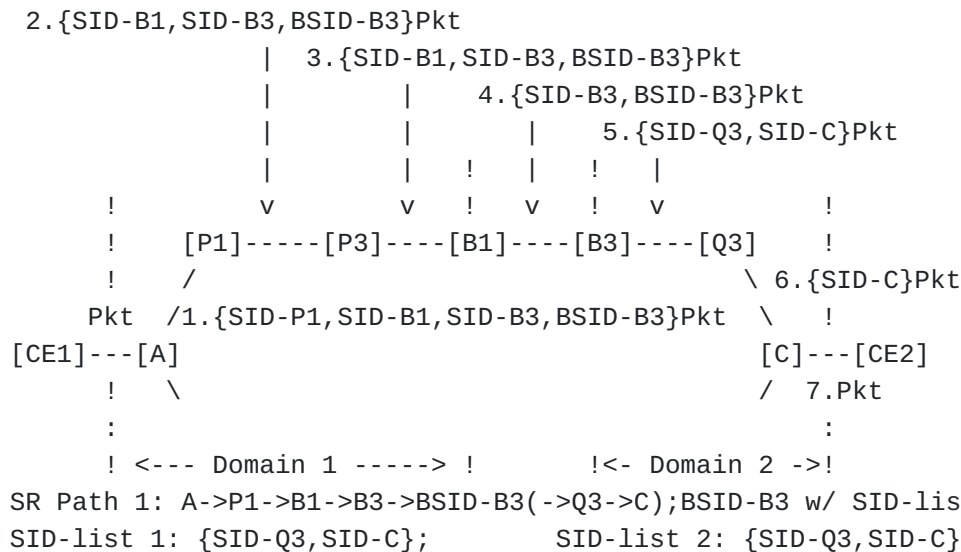 2.{SID-B1,SID-B3,BSID-B3}Pkt
                    |  3.{SID-B1,SID-B3,BSID-B3}Pkt
                    |        |    4.{SID-B3,BSID-B3}Pkt
                    |        |       |    5.{SID-Q3,SID-C}Pkt
                    |        |   !   |   !   |
        !           v        v   !   v   !   v           !
        !     [P1]-----[P3]----[B1]----[B3]----[Q3]      !
        !     /                                   \ 6.{SID-C}Pkt
      Pkt  /1.{SID-P1,SID-B1,SID-B3,BSID-B3}Pkt  \   !
[CE1]---[A]                                     [C]---[CE2]
      !   \                                     /  7.Pkt
      :                                             :
      ! <--- Domain 1 -----> !       !<- Domain 2 ->!
SR Path 1: A->P1->B1->B3->BSID-B3(->Q3->C);BSID-B3 w/ SID-lis
SID-list 1: {SID-Q3,SID-C};        SID-list 2: {SID-Q3,SID-C}